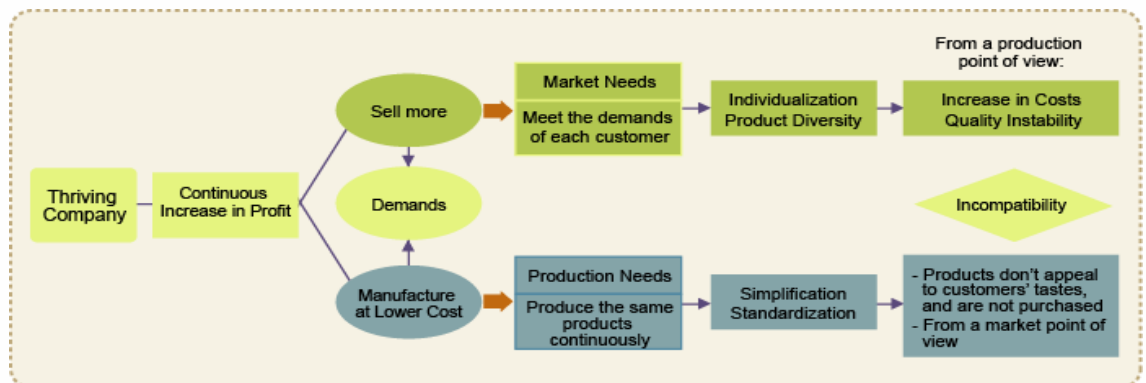 Thriving
Company
Continuous
Increase in Profit
Sell more
Demands
Manufacture
at Lower Cost
Market Needs
Meet the demands
of each customer
Individualization
Product Diversity
From a production
point of view:
Increase in Costs
Quality Instability
Incompatibility
Production Needs
Produce the same
products
continuously
Simplification
Standardization
- Products don't appeal
to customers' tastes,
and are not purchased
- From a market point of
view